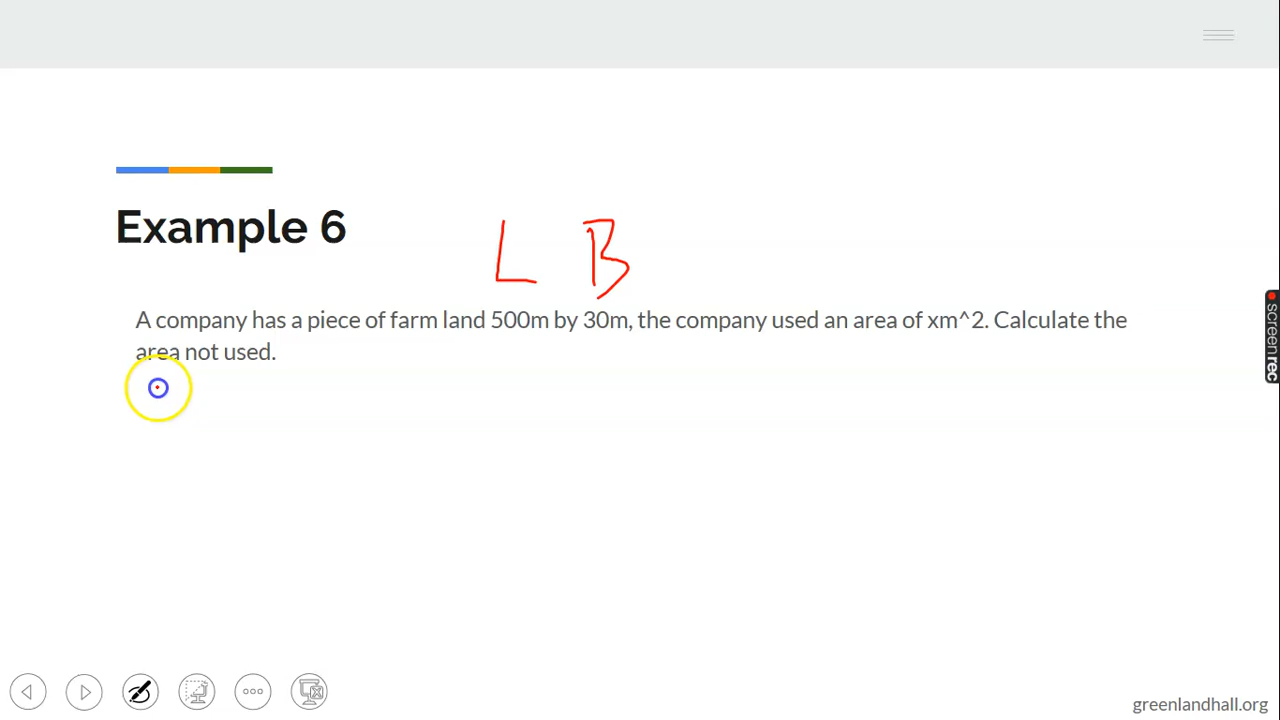 Example 6
L B
A company has a piece of farm land 500m by 30m, the company used an area of xm^2. Calculate the
area not used.
screenrec
greenlandhall.org